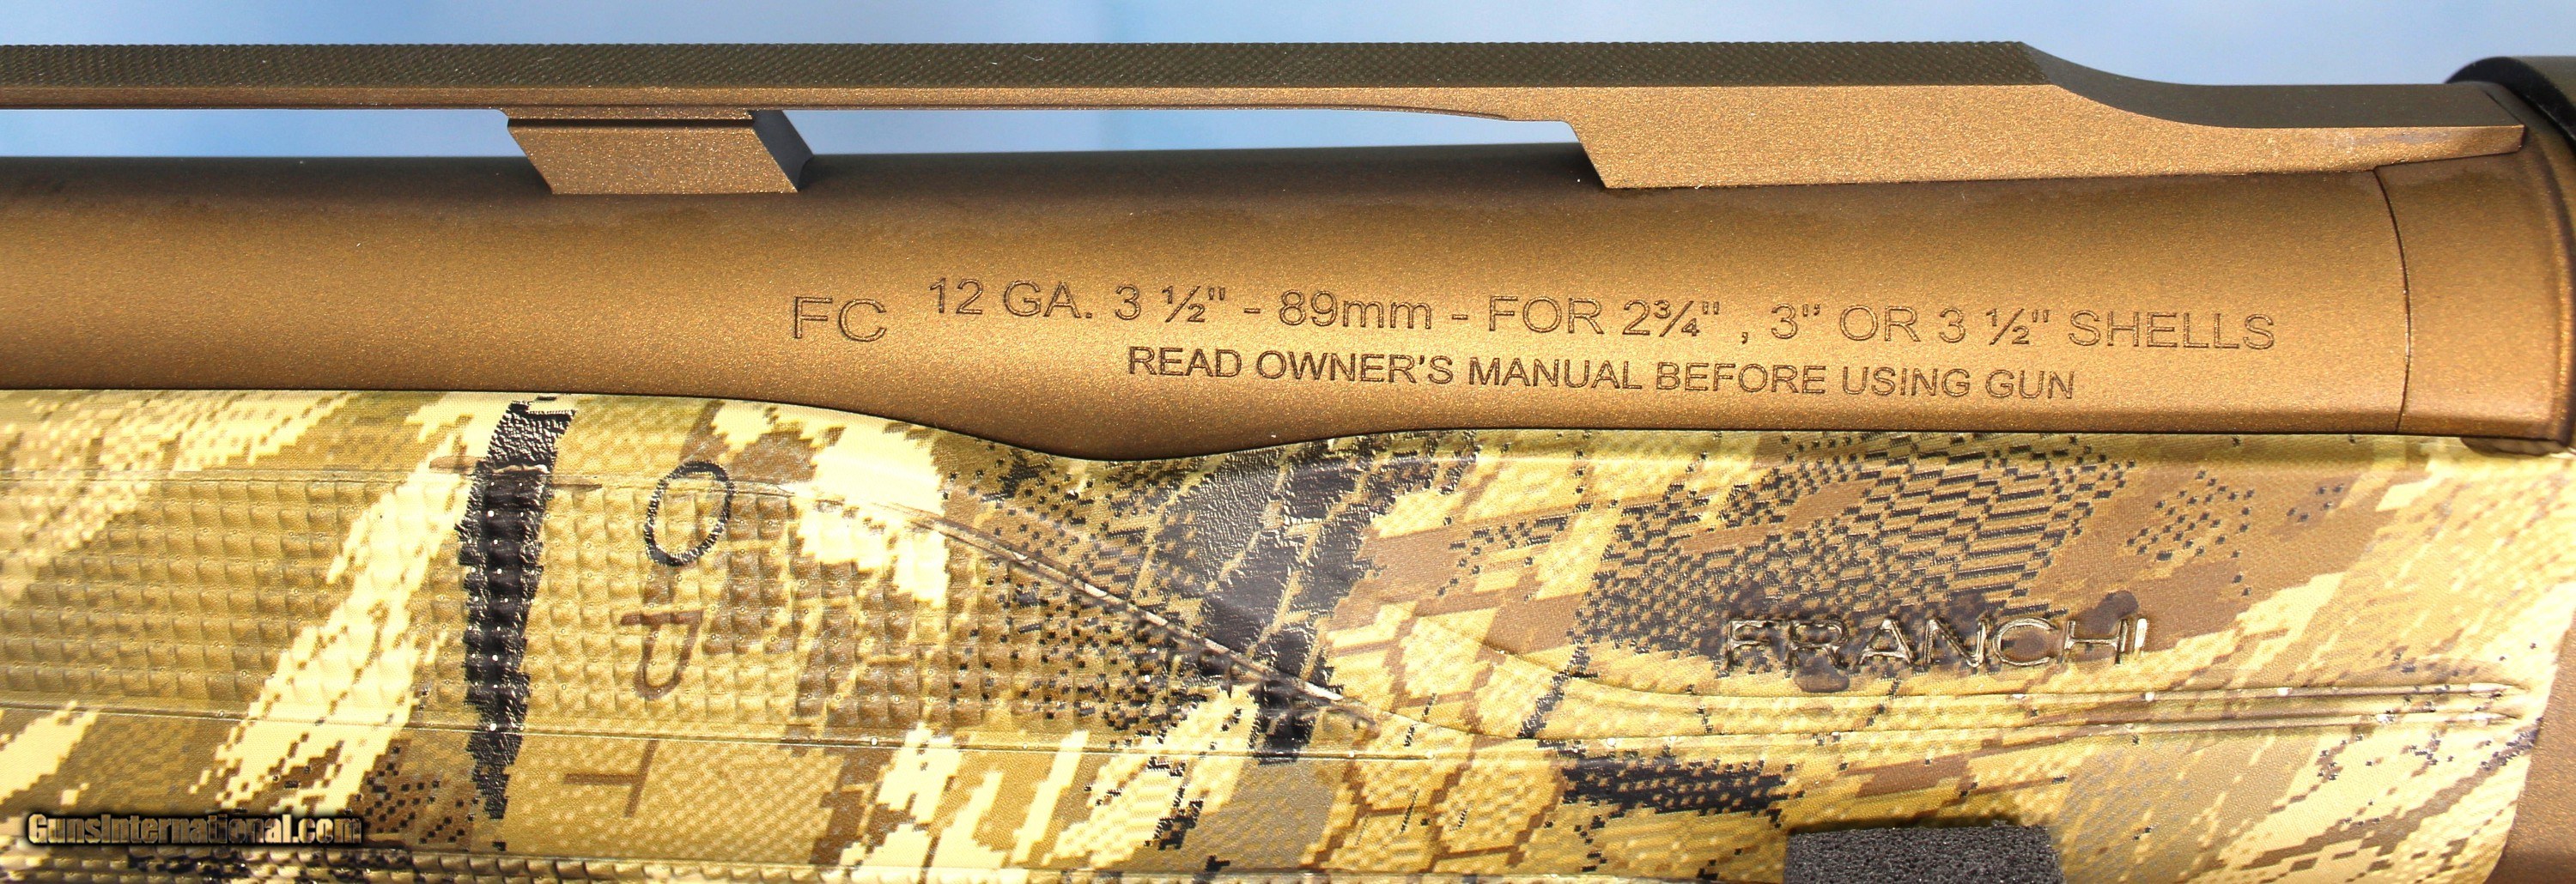 FC 12 GA. 3 ½" - 89mm - FOR 2¾", 3" OR 3 ½" SHELLS
READ OWNER'S MANUAL BEFORE USING GUN
OPT
FRANCHI
GunsInternational.com